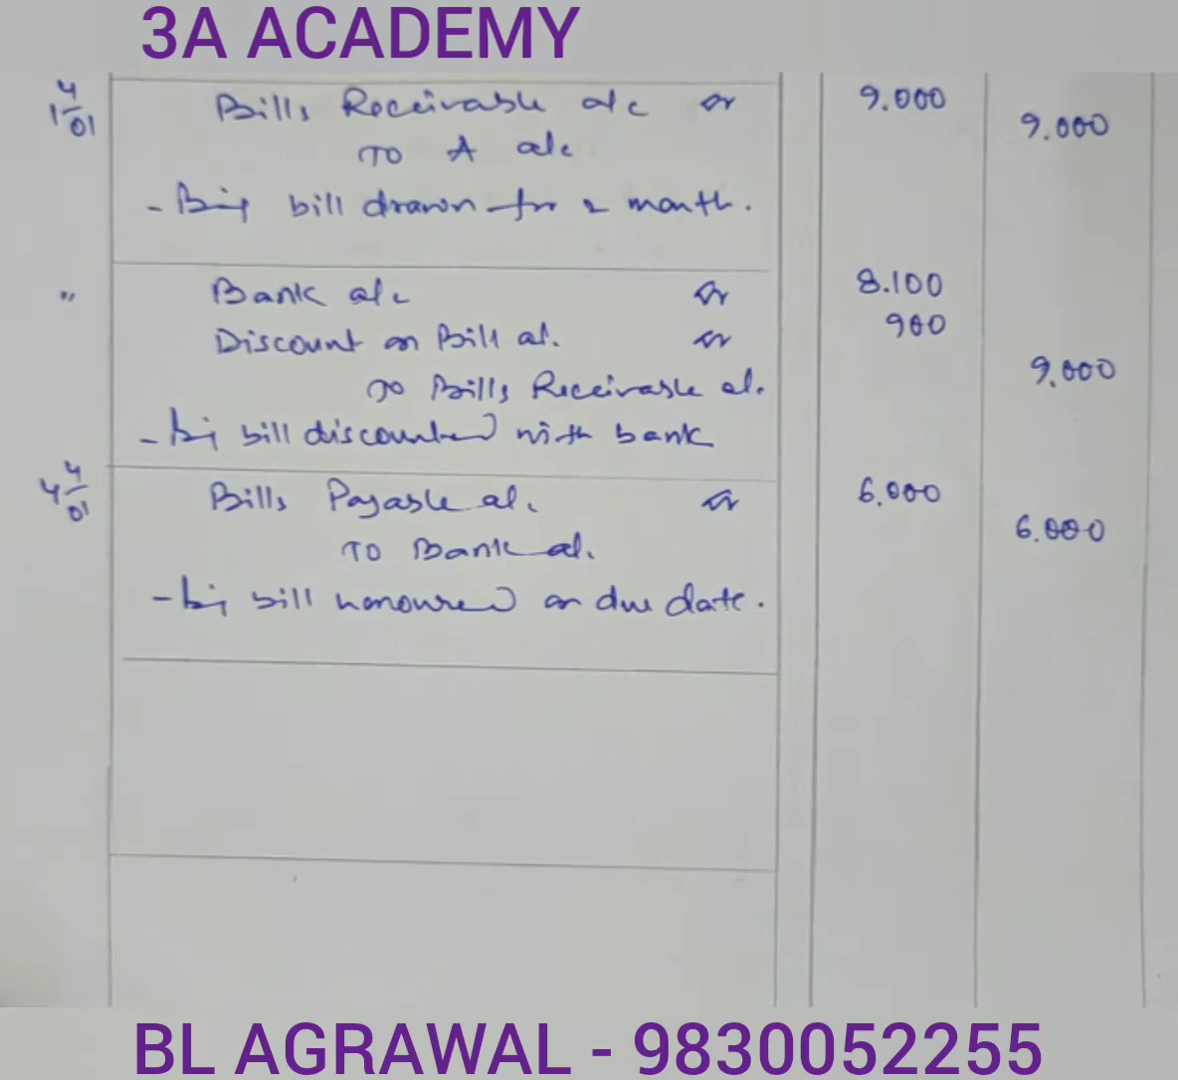 3A ACADEMY
1 4/01 Bills Receivable a/c Dr 9.000
To A a/c 9.000
- Being bill drawn for 2 month.
" Bank a/c Dr 8.100
Discount on Bill a/. Dr 900
To Bills Receivable a/. 9.000
- being bill discounted with bank
4 4/01 Bills Payable a/. Dr 6.000
To Bank a/. 6.000
- being bill honoured on due date.
BL AGRAWAL - 9830052255